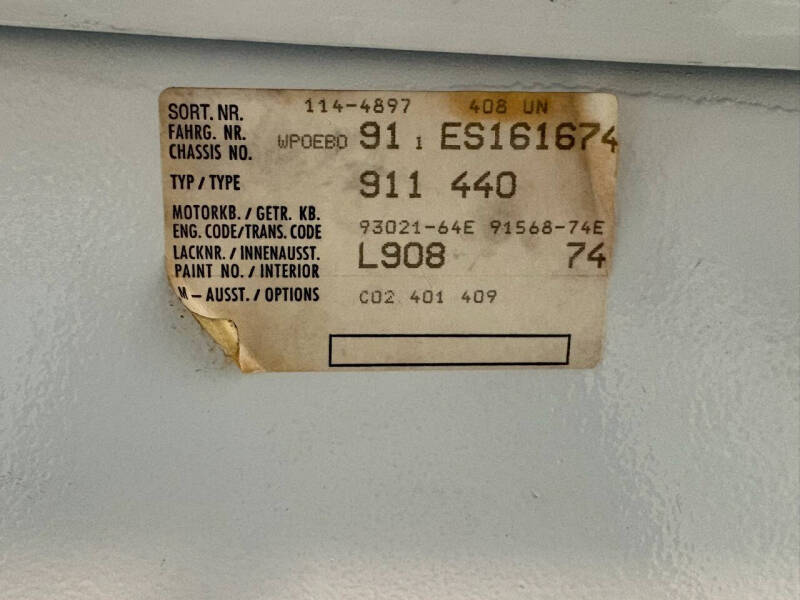 SORT. NR. 114-4897 408 UN
FAHRG. NR.
CHASSIS NO. WPOEBO 91 1 ES161674
TYP / TYPE 911 440
MOTORKB. / GETR. KB.
ENG. CODE/TRANS. CODE 93021-64E 91568-74E
LACKNR. / INNENAUSST. L908 74
PAINT NO. / INTERIOR
M – AUSST. / OPTIONS C02 401 409